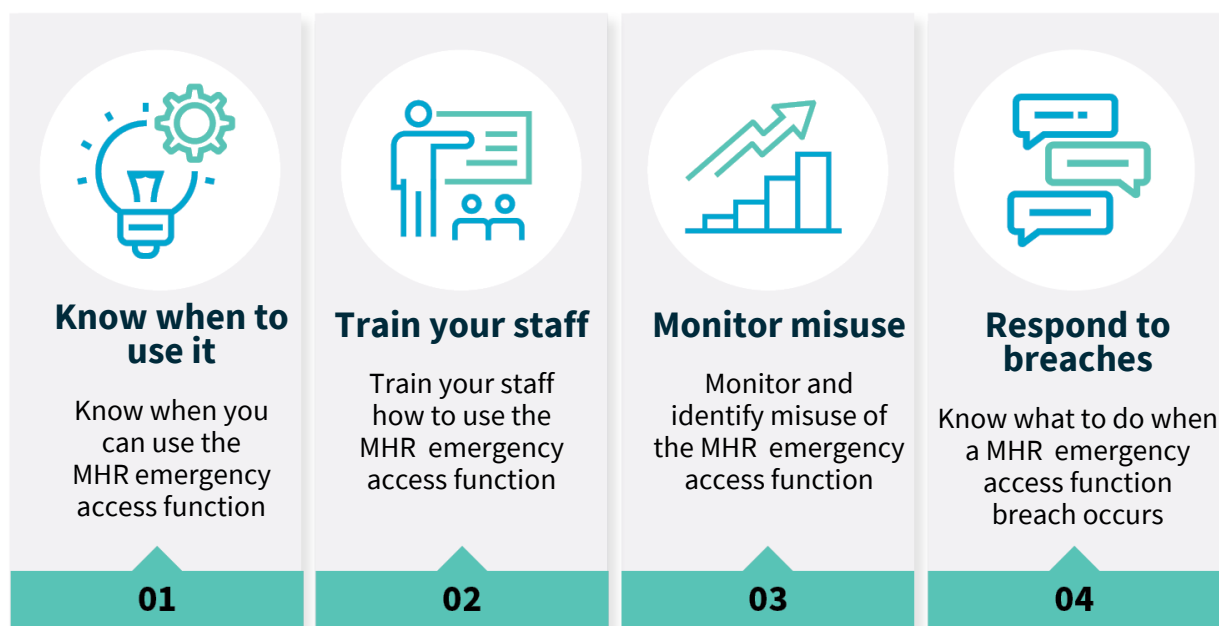 Know when to
use it
Know when you
can use the
MHR emergency
access function
01
Train your staff
Train your staff
how to use the
MHR emergency
access function
02
Monitor misuse
Monitor and
identify misuse of
the MHR emergency
access function
03
Respond to
breaches
Know what to do when
a MHR emergency
access function
breach occurs
04